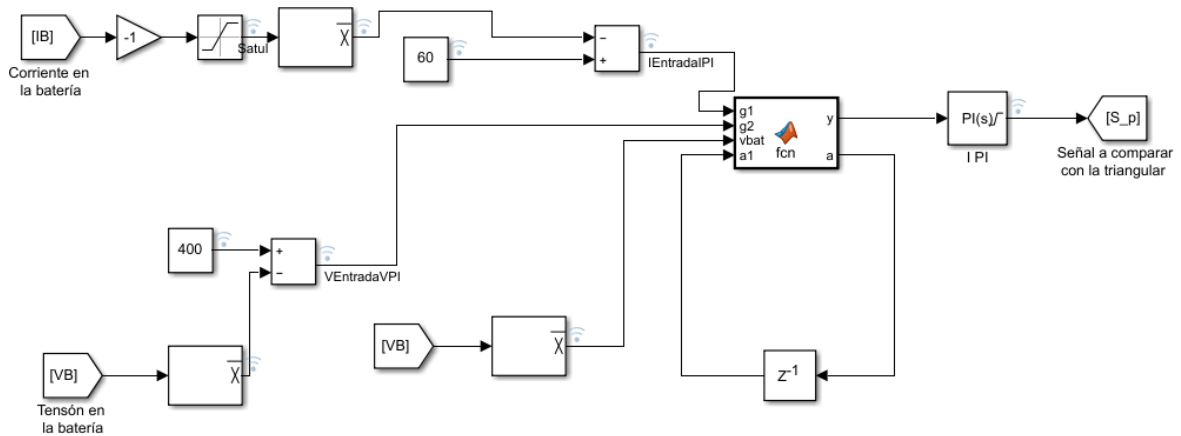 [IB]
-1
Satul
X
Corriente en
la batería
60
−
+
IEntradaIPI
g1
g2
vbat
a1
fcn
y
a
PI(s)
I PI
[S_p]
Señal a comparar
con la triangular
400
+
−
VEntradaVPI
[VB]
X
Tensón en
la batería
[VB]
X
Z-1